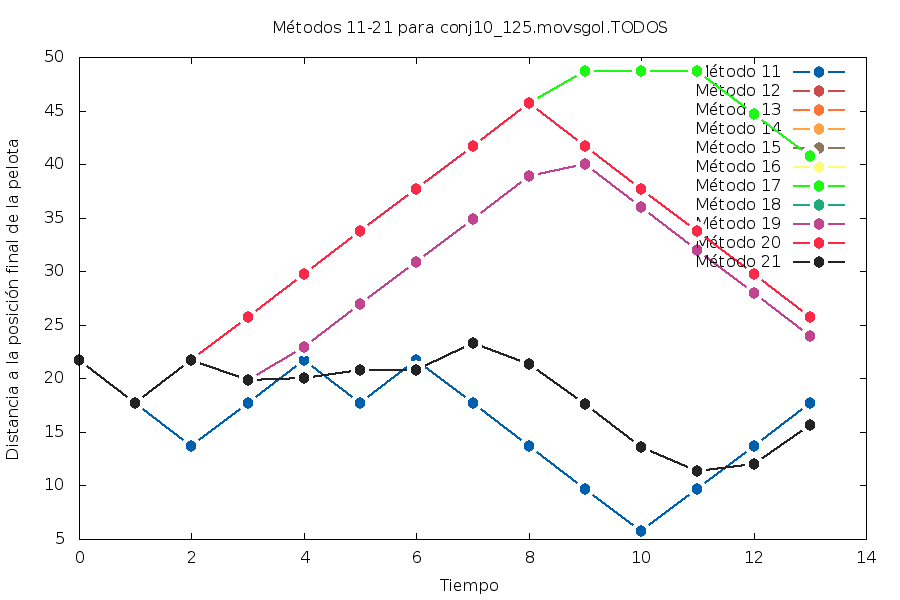 Métodos 11-21 para conj10_125.movsgol.TODOS
Distancia a la posición final de la pelota
50
45
40
35
30
25
20
15
10
5
0 2 4 6 8 10 12 14
Tiempo
Método 11
Método 12
Método 13
Método 14
Método 15
Método 16
Método 17
Método 18
Método 19
Método 20
Método 21